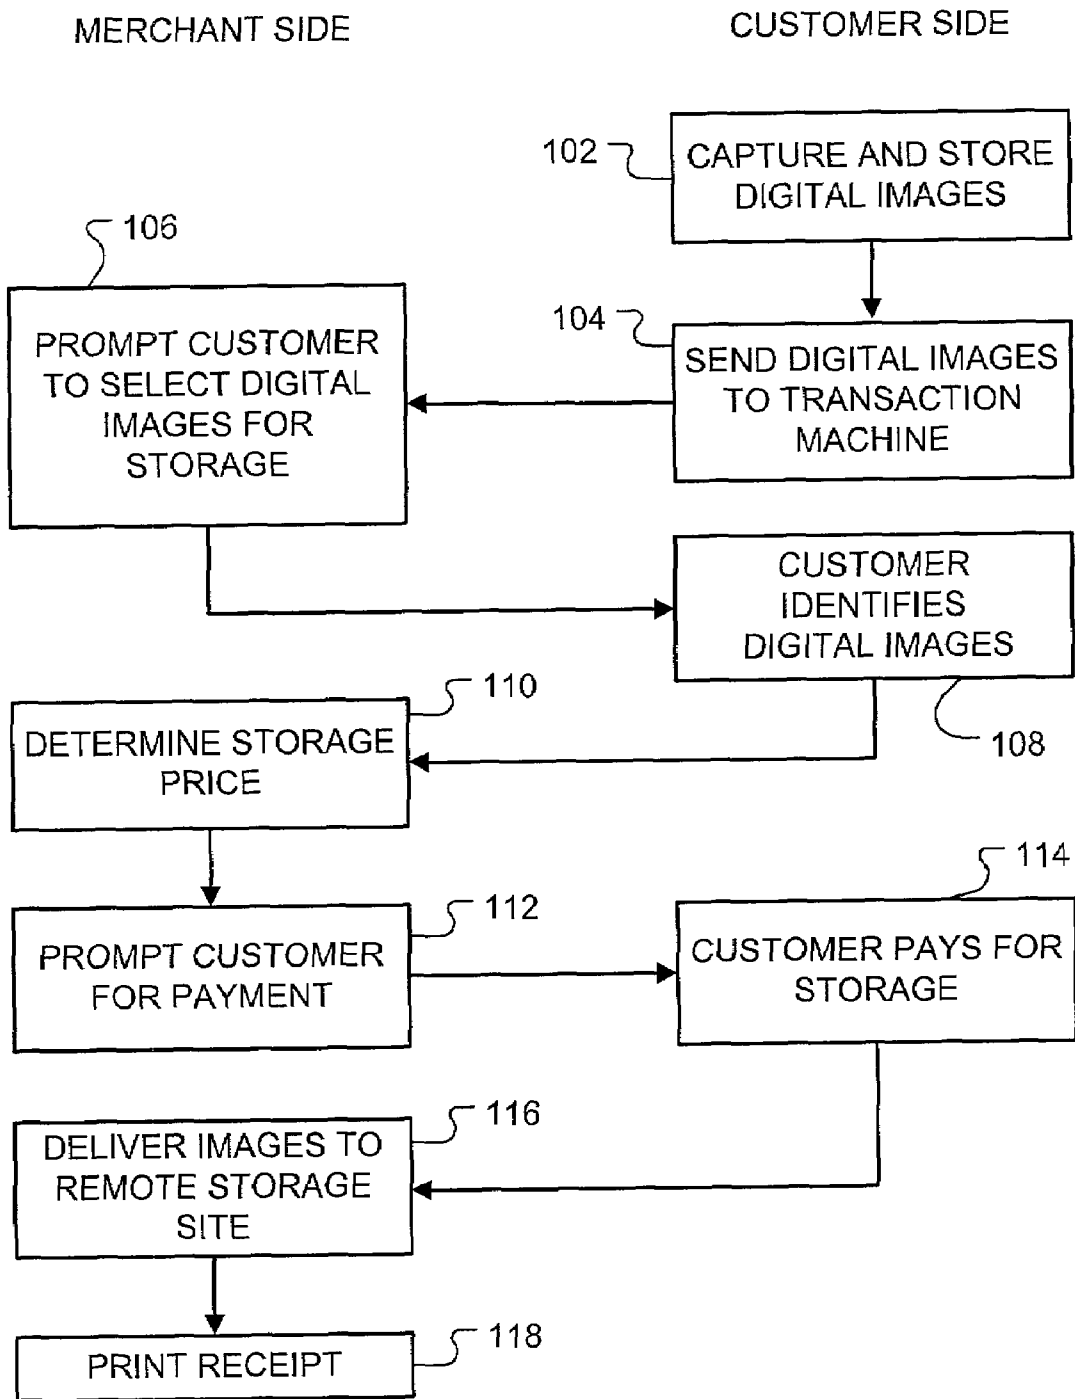 MERCHANT SIDE
CUSTOMER SIDE
102
CAPTURE AND STORE
DIGITAL IMAGES
106
PROMPT CUSTOMER
TO SELECT DIGITAL
IMAGES FOR
STORAGE
104
SEND DIGITAL IMAGES
TO TRANSACTION
MACHINE
CUSTOMER
IDENTIFIES
DIGITAL IMAGES
108
110
DETERMINE STORAGE
PRICE
112
PROMPT CUSTOMER
FOR PAYMENT
114
CUSTOMER PAYS FOR
STORAGE
116
DELIVER IMAGES TO
REMOTE STORAGE
SITE
PRINT RECEIPT
118